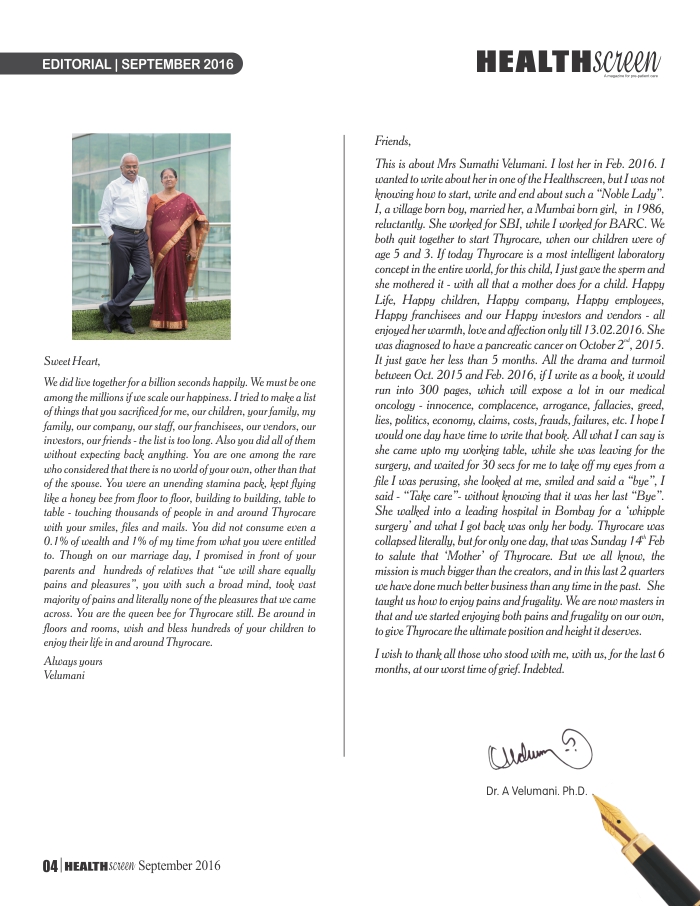 EDITORIAL | SEPTEMBER 2016
HEALTHscreen
A magazine for pre-patient care
Sweet Heart,
We did live together for a billion seconds happily. We must be one
among the millions if we scale our happiness. I tried to make a list
of things that you sacrificed for me, our children, your family, my
family, our company, our staff, our franchisees, our vendors, our
investors, our friends - the list is too long. Also you did all of them
without expecting back anything. You are one among the rare
who considered that there is no world of your own, other than that
of the spouse. You were an unending stamina pack, kept flying
like a honey bee from floor to floor, building to building, table to
table - touching thousands of people in and around Thyrocare
with your smiles, files and mails. You did not consume even a
0.1% of wealth and 1% of my time from what you were entitled
to. Though on our marriage day, I promised in front of your
parents and hundreds of relatives that “we will share equally
pains and pleasures”, you with such a broad mind, took vast
majority of pains and literally none of the pleasures that we came
across. You are the queen bee for Thyrocare still. Be around in
floors and rooms, wish and bless hundreds of your children to
enjoy their life in and around Thyrocare.
Always yours
Velumani
Friends,
This is about Mrs Sumathi Velumani. I lost her in Feb. 2016. I
wanted to write about her in one of the Healthscreen, but I was not
knowing how to start, write and end about such a “Noble Lady”.
I, a village born boy, married her, a Mumbai born girl, in 1986,
reluctantly. She worked for SBI, while I worked for BARC. We
both quit together to start Thyrocare, when our children were of
age 5 and 3. If today Thyrocare is a most intelligent laboratory
concept in the entire world, for this child, I just gave the sperm and
she mothered it - with all that a mother does for a child. Happy
Life, Happy children, Happy company, Happy employees,
Happy franchisees and our Happy investors and vendors - all
enjoyed her warmth, love and affection only till 13.02.2016. She
was diagnosed to have a pancreatic cancer on October 2nd, 2015.
It just gave her less than 5 months. All the drama and turmoil
between Oct. 2015 and Feb. 2016, if I write as a book, it would
run into 300 pages, which will expose a lot in our medical
oncology - innocence, complacence, arrogance, fallacies, greed,
lies, politics, economy, claims, costs, frauds, failures, etc. I hope I
would one day have time to write that book. All what I can say is
she came upto my working table, while she was leaving for the
surgery, and waited for 30 secs for me to take off my eyes from a
file I was perusing, she looked at me, smiled and said a “bye”, I
said - “Take care”- without knowing that it was her last “Bye”.
She walked into a leading hospital in Bombay for a ‘whipple
surgery’ and what I got back was only her body. Thyrocare was
collapsed literally, but for only one day, that was Sunday 14th Feb
to salute that ‘Mother’ of Thyrocare. But we all know, the
mission is much bigger than the creators, and in this last 2 quarters
we have done much better business than any time in the past. She
taught us how to enjoy pains and frugality. We are now masters in
that and we started enjoying both pains and frugality on our own,
to give Thyrocare the ultimate position and height it deserves.
I wish to thank all those who stood with me, with us, for the last 6
months, at our worst time of grief. Indebted.
Dr. A Velumani. Ph.D.
04 | HEALTHscreen September 2016